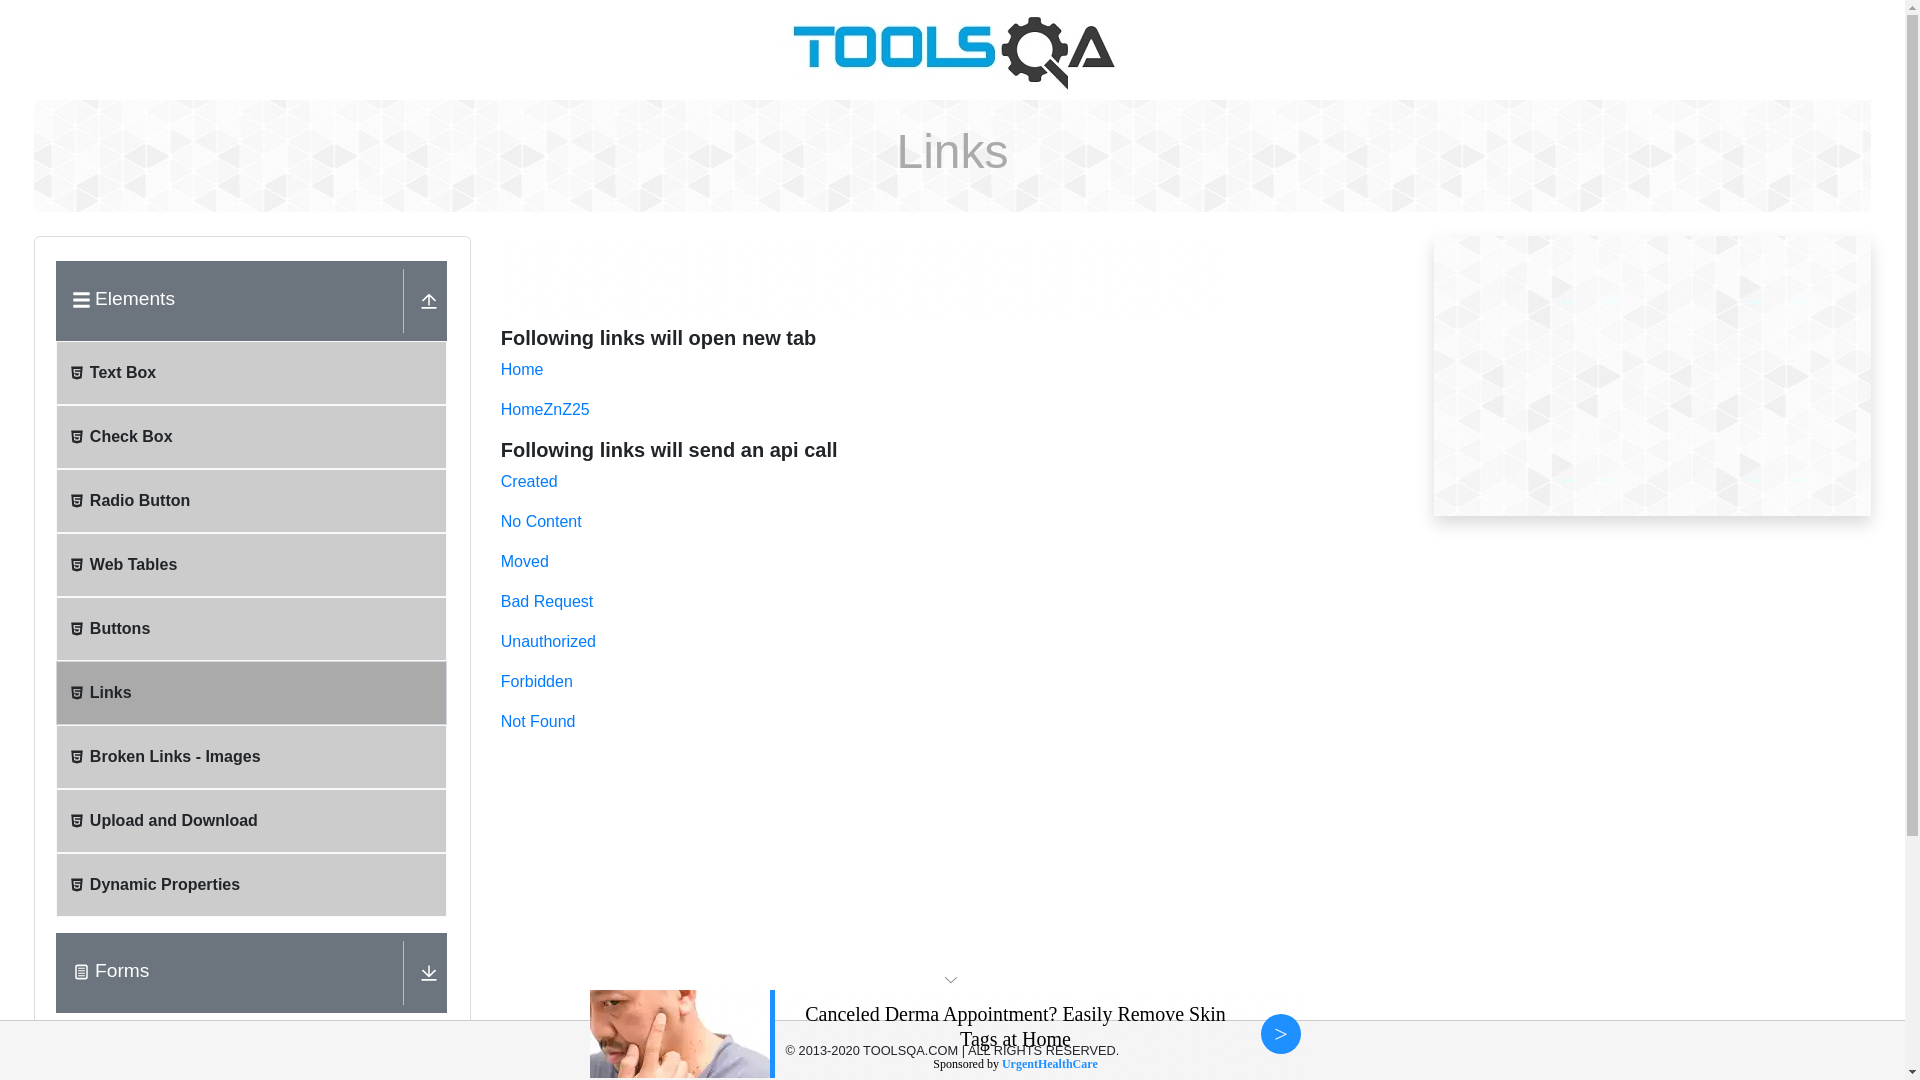 TOOLSQA
Links
Elements
Text Box
Check Box
Radio Button
Web Tables
Buttons
Links
Broken Links - Images
Upload and Download
Dynamic Properties
Forms
Following links will open new tab
Home
HomeZnZ25
Following links will send an api call
Created
No Content
Moved
Bad Request
Unauthorized
Forbidden
Not Found
Canceled Derma Appointment? Easily Remove Skin
Tags at Home
>
© 2013-2020 TOOLSQA.COM | ALL RIGHTS RESERVED.
Sponsored by UrgentHealthCare